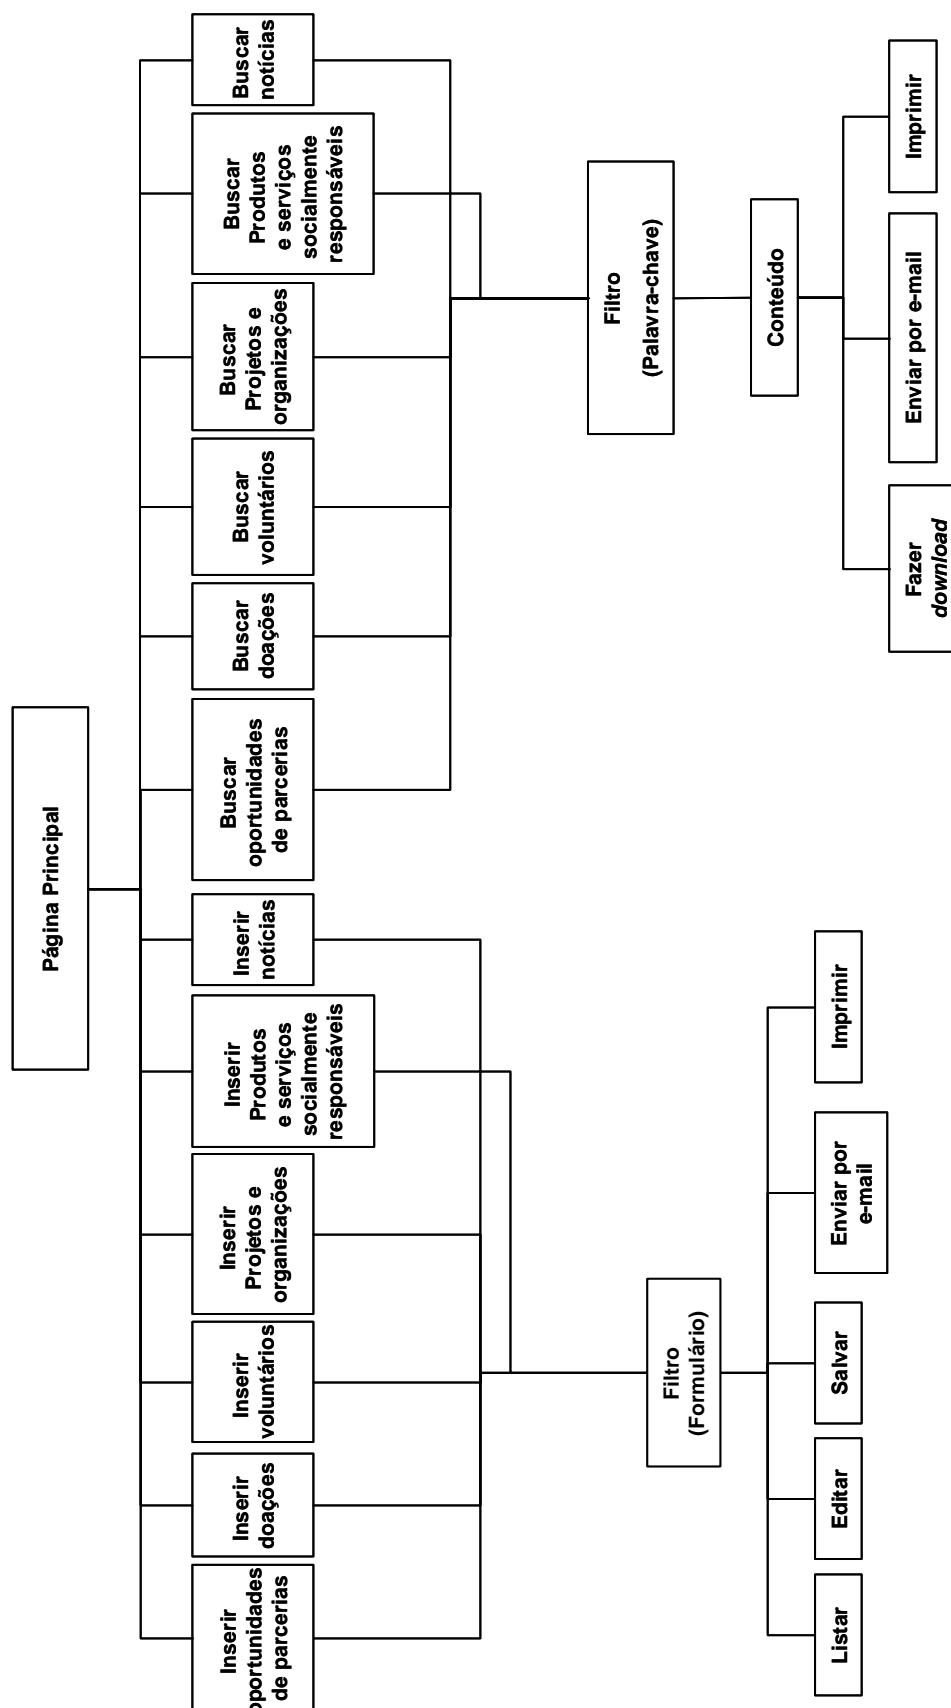 Página Principal
Inserir
oportunidades
de parcerias
Inserir
doações
Inserir
voluntários
Inserir
Projetos e
organizações
Inserir
Produtos
e serviços
socialmente
responsáveis
Inserir
notícias
Buscar
oportunidades
de parcerias
Buscar
doações
Buscar
voluntários
Buscar
Projetos e
organizações
Buscar
Produtos
e serviços
socialmente
responsáveis
Buscar
notícias
Filtro
(Formulário)
Filtro
(Palavra-chave)
Conteúdo
Listar
Editar
Salvar
Enviar por
e-mail
Imprimir
Fazer
download
Enviar por e-mail
Imprimir